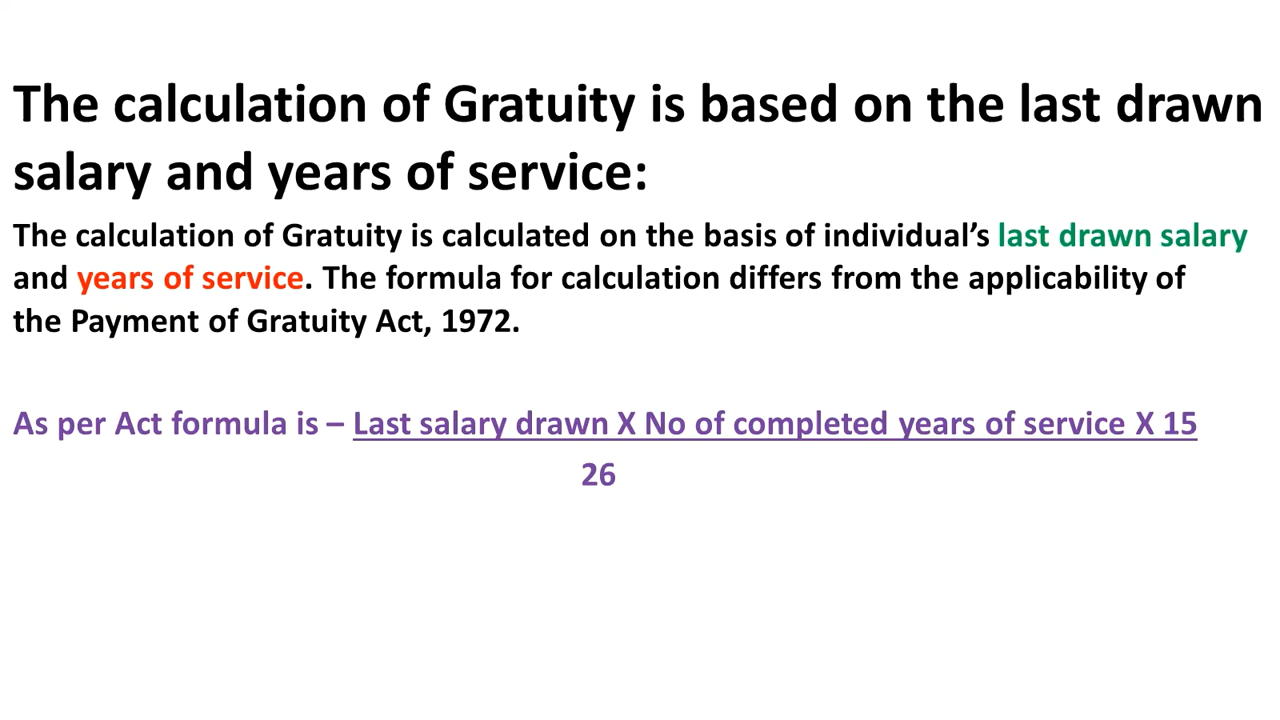 The calculation of Gratuity is based on the last drawn
salary and years of service:
The calculation of Gratuity is calculated on the basis of individual’s last drawn salary
and years of service. The formula for calculation differs from the applicability of
the Payment of Gratuity Act, 1972.
As per Act formula is – Last salary drawn X No of completed years of service X 15
26